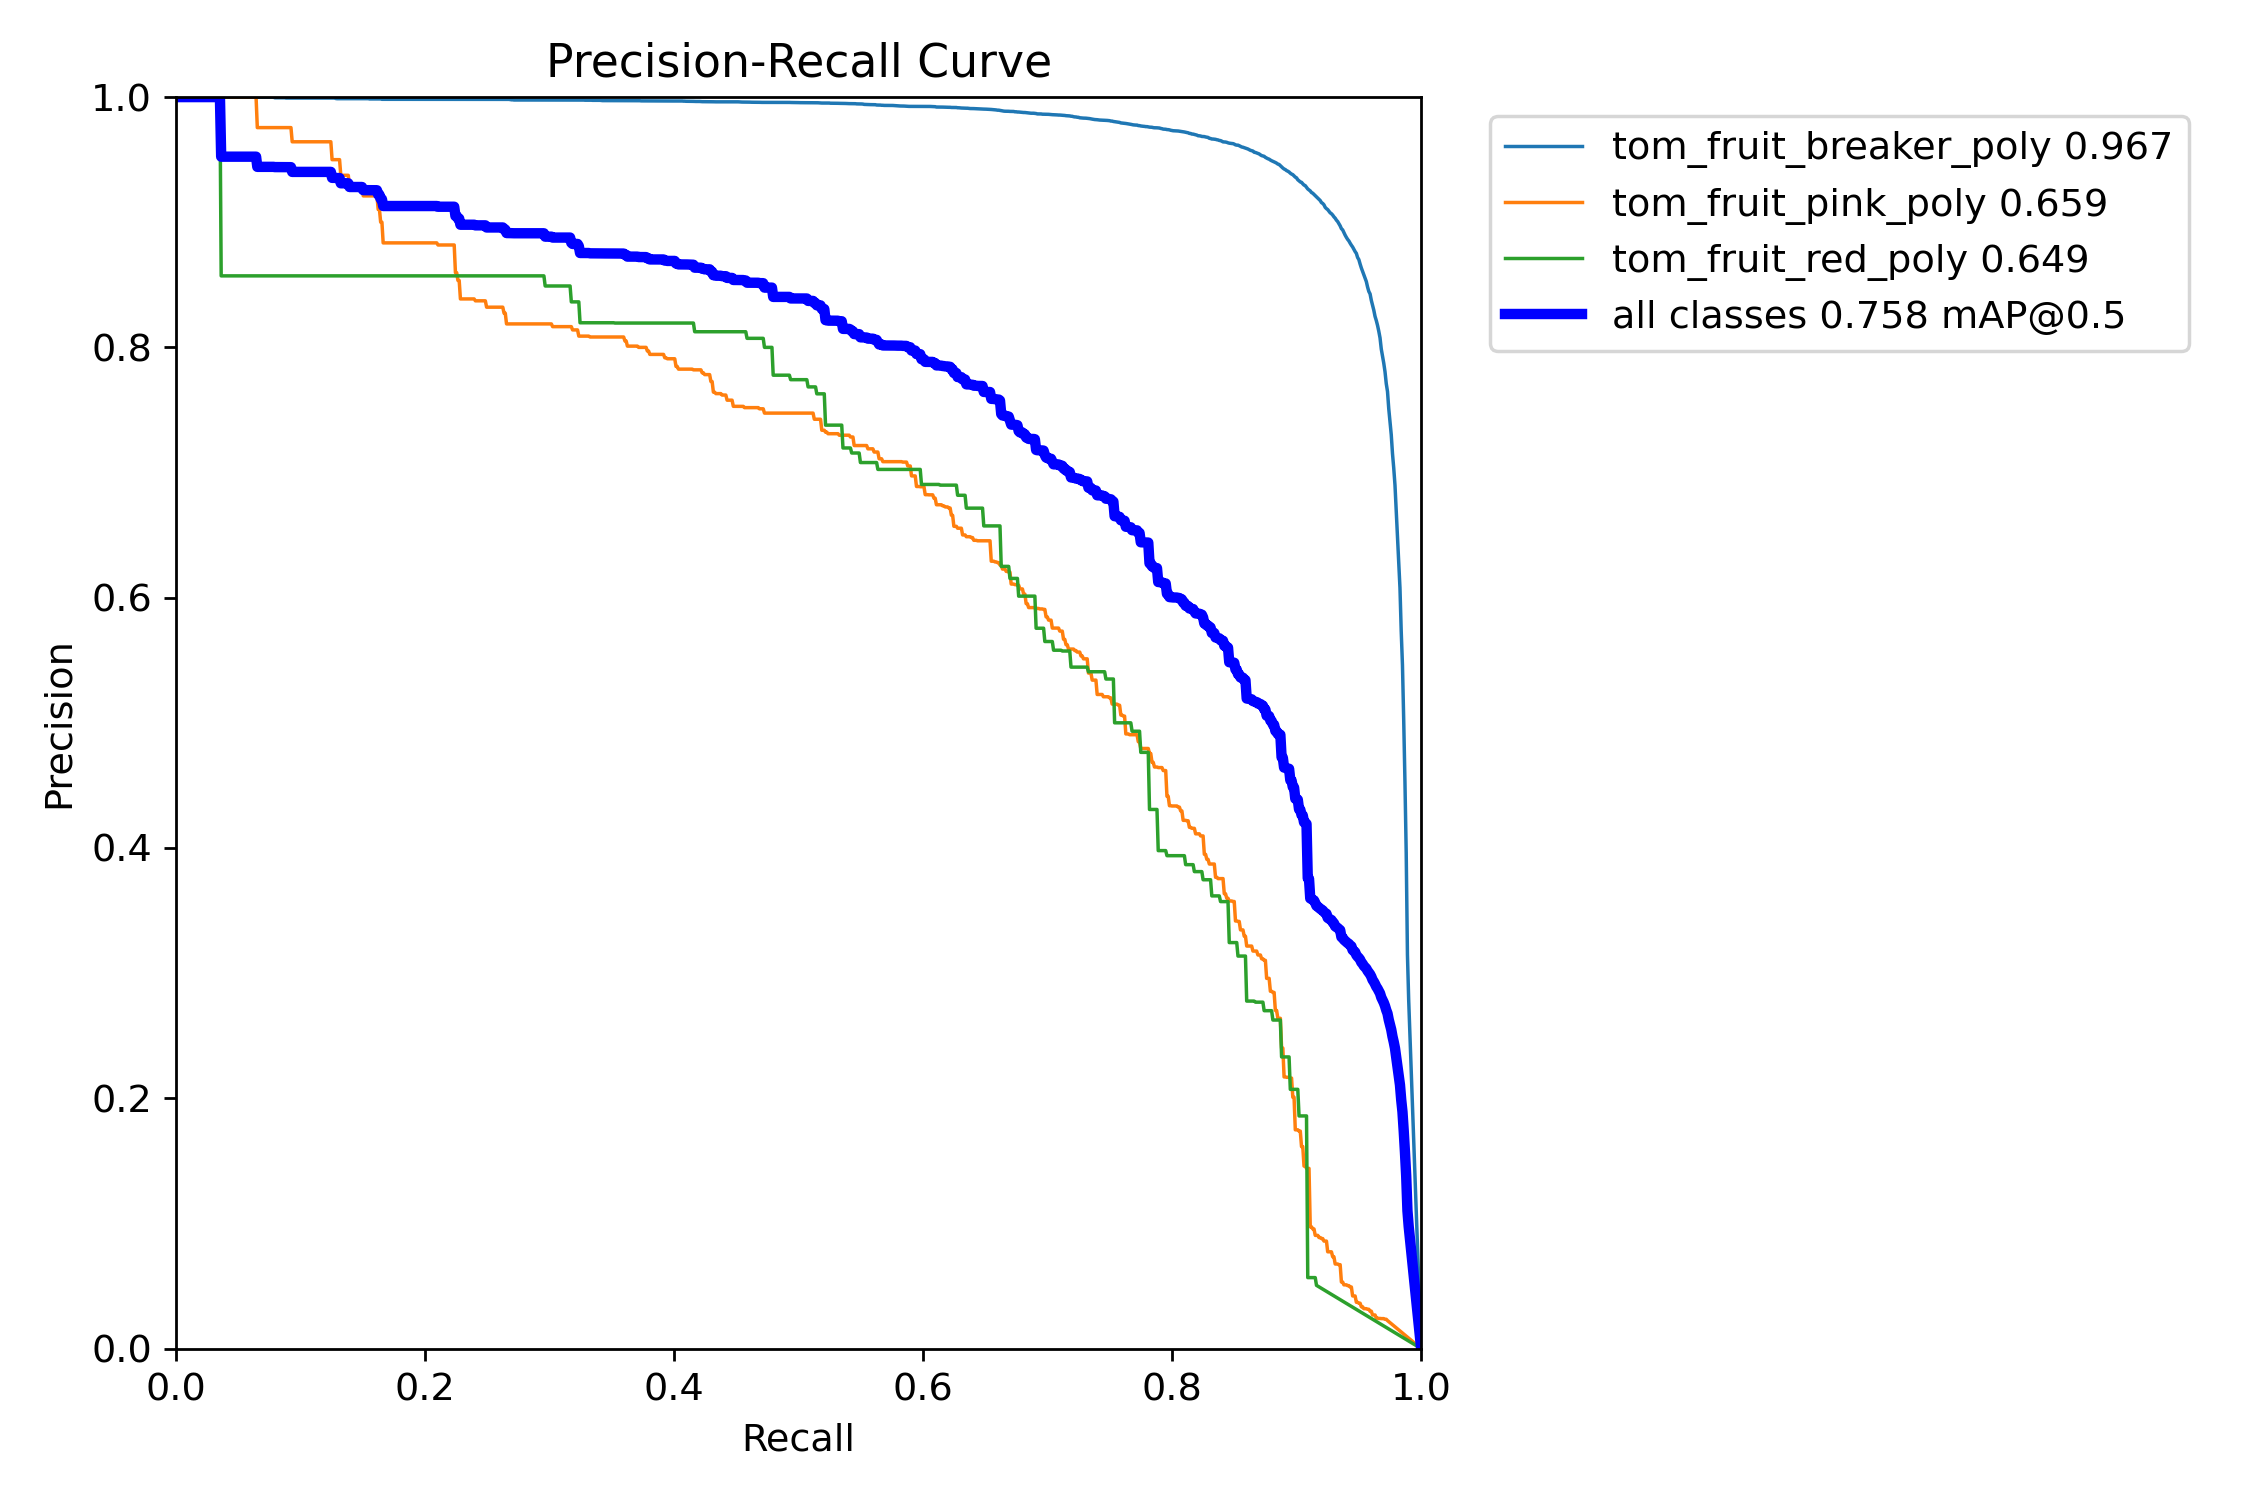 Precision-Recall Curve
1.0
0.8
0.6
0.4
0.2
0.0
Precision
0.0 0.2 0.4 0.6 0.8 1.0
Recall
tom_fruit_breaker_poly 0.967
tom_fruit_pink_poly 0.659
tom_fruit_red_poly 0.649
all classes 0.758 mAP@0.5